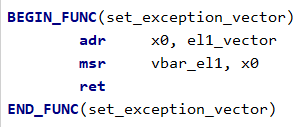 BEGIN_FUNC(set_exception_vector)
adr x0, el1_vector
msr vbar_el1, x0
ret
END_FUNC(set_exception_vector)